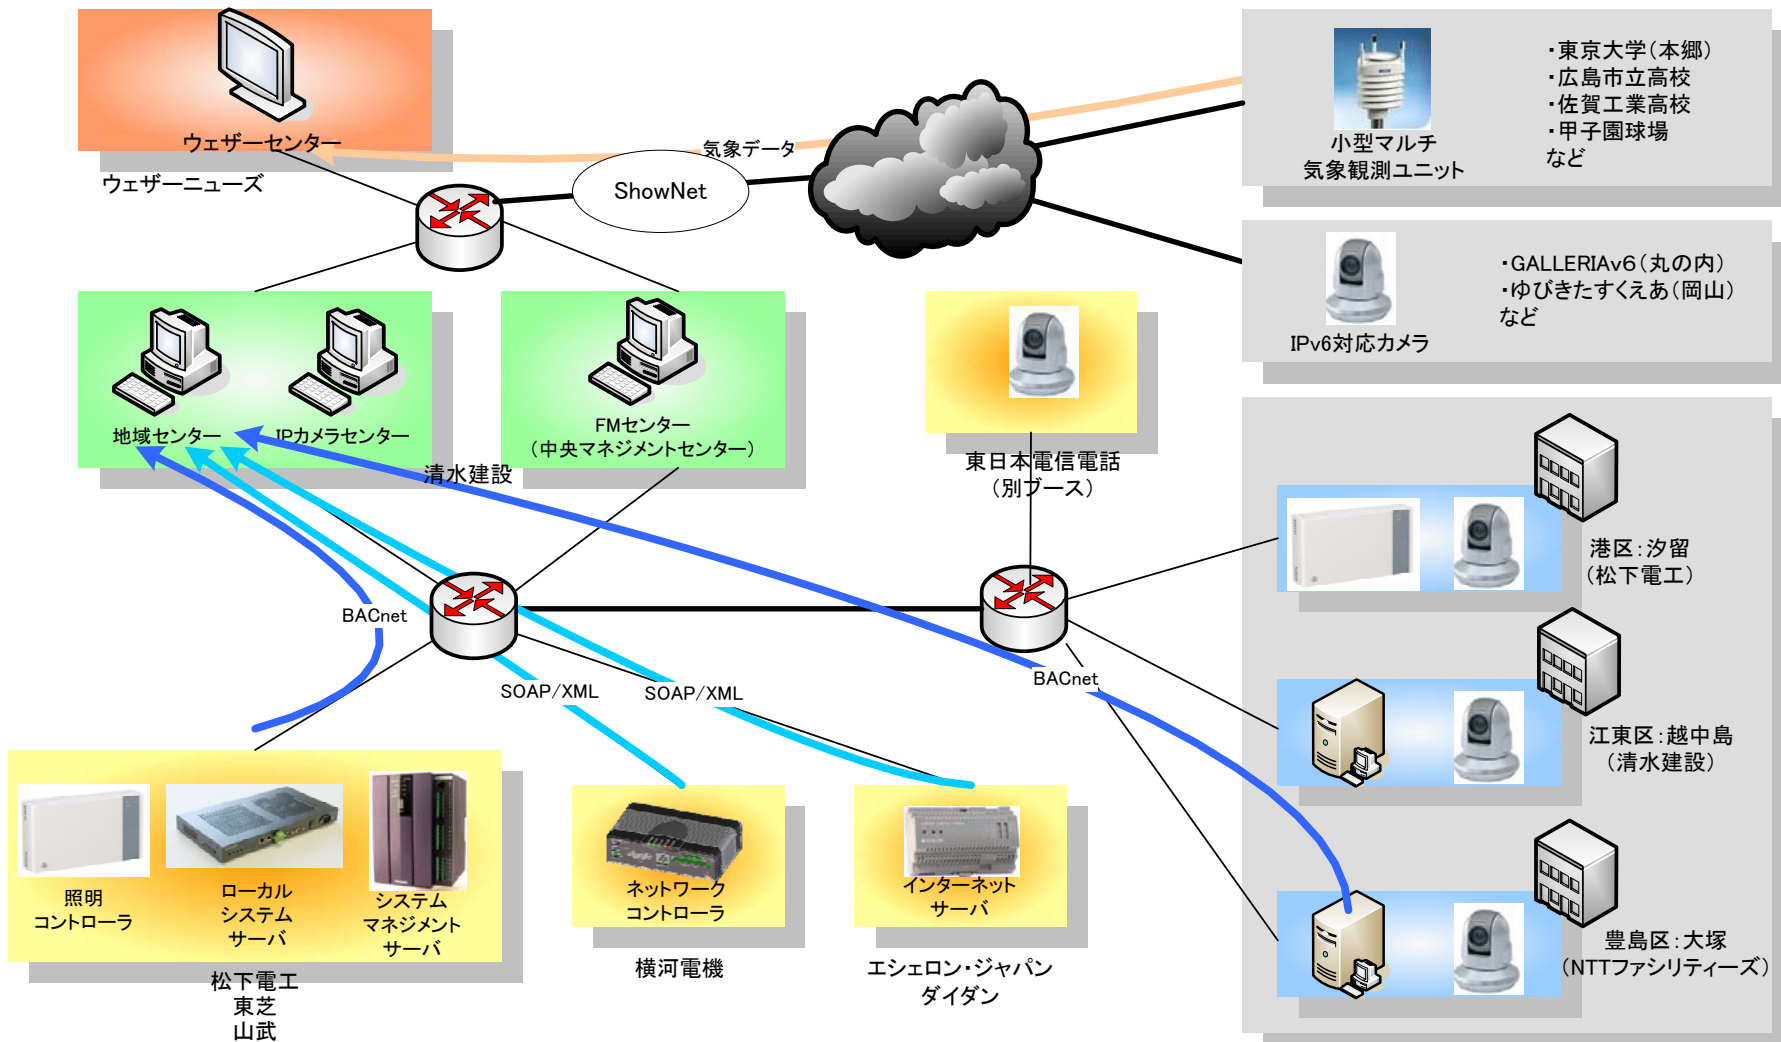 ウェザーセンター
ウェザーニューズ
気象データ
ShowNet
小型マルチ
気象観測ユニット
・東京大学(本郷)
・広島市立高校
・佐賀工業高校
・甲子園球場
など
IPv6対応カメラ
・GALLERIAv6(丸の内)
・ゆびきたすくえあ(岡山)
など
地域センター
IPカメラセンター
FMセンター
(中央マネジメントセンター)
清水建設
東日本電信電話
(別ブース)
港区:汐留
(松下電工)
BACnet
SOAP/XML
SOAP/XML
BACnet
江東区:越中島
(清水建設)
照明
コントローラ
ローカル
システム
サーバ
システム
マネジメント
サーバ
松下電工
東芝
山武
ネットワーク
コントローラ
横河電機
インターネット
サーバ
エシェロン・ジャパン
ダイダン
豊島区:大塚
(NTTファシリティーズ)